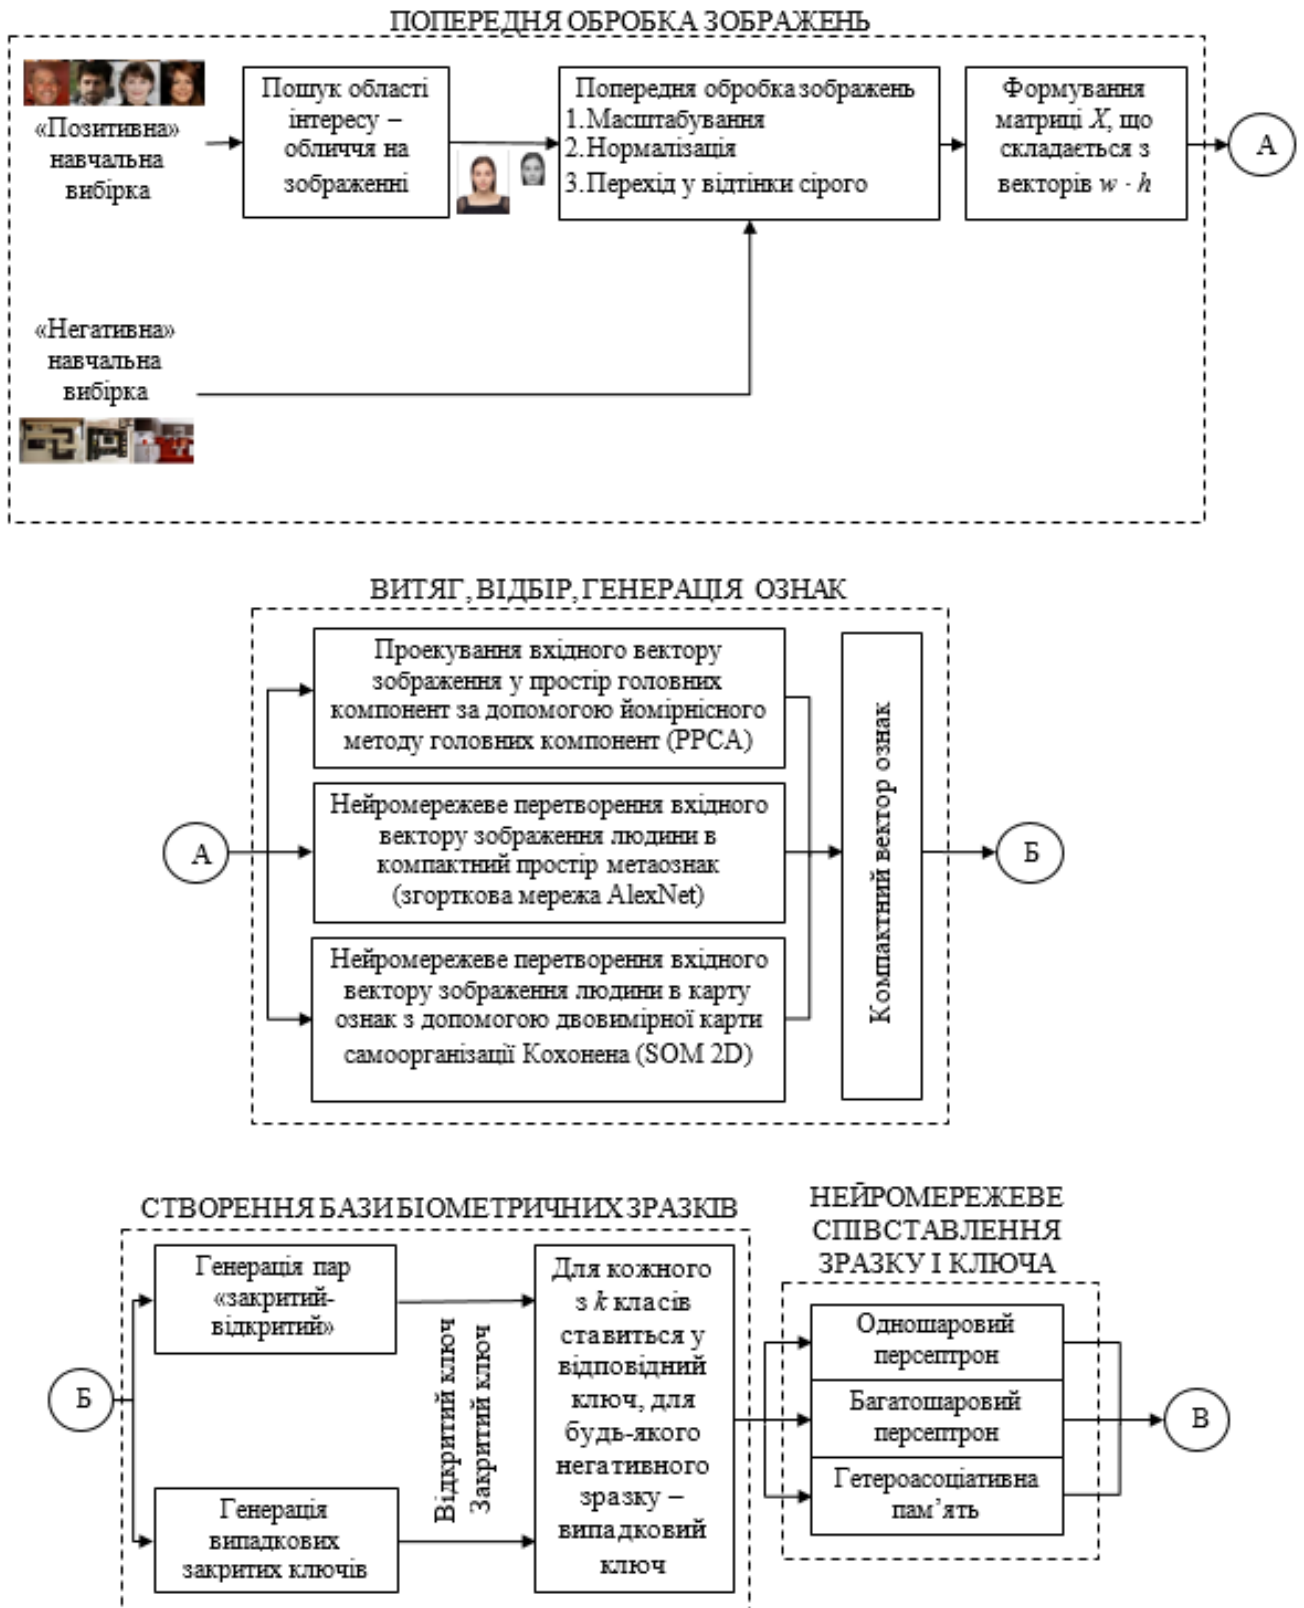 ПОПЕРЕДНЯ ОБРОБКА ЗОБРАЖЕНЬ
«Позитивна»
навчальна
вибірка
Пошук області
інтересу –
обличчя на
зображенні
Попередня обробка зображень
1. Масштабування
2. Нормалізація
3. Перехід у відтінки сірого
Формування
матриці X, що
складається з
векторів w · h
А
«Негативна»
навчальна
вибірка
ВИТЯГ, ВІДБІР, ГЕНЕРАЦІЯ ОЗНАК
А
Проекування вхідного вектору
зображення у простір головних
компонент за допомогою йомірнісного
методу головних компонент (PPCA)
Нейромережеве перетворення вхідного
вектору зображення людини в
компактний простір метаознак
(згорткова мережа AlexNet)
Нейромережеве перетворення вхідного
вектору зображення людини в карту
ознак з допомогою двовимірної карти
самоорганізації Кохонена (SOM 2D)
Компактний вектор ознак
Б
СТВОРЕННЯ БАЗИ БІОМЕТРИЧНИХ ЗРАЗКІВ
Б
Генерація пар
«закритий-
відкритий»
Генерація
випадкових
закритих ключів
Відкритий ключ
Закритий ключ
Для кожного
з k класів
ставиться у
відповідний
ключ, для
будь-якого
негативного
зразку –
випадковий
ключ
НЕЙРОМЕРЕЖЕВЕ
СПІВСТАВЛЕННЯ
ЗРАЗКУ І КЛЮЧА
Одношаровий
персептрон
Багатошаровий
персептрон
Гетероасоціативна
пам’ять
В